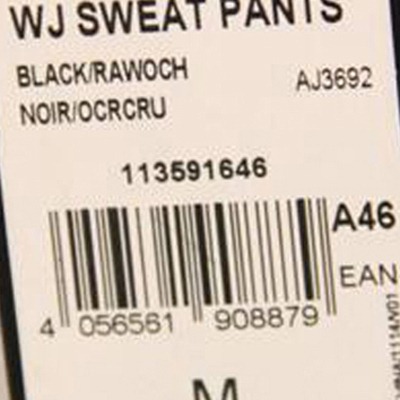 WJ SWEAT PANTS
BLACK/RAWOCH
AJ3692
NOIR/OCRCRU
113591646
A46
EAN
4 056561 908879
M